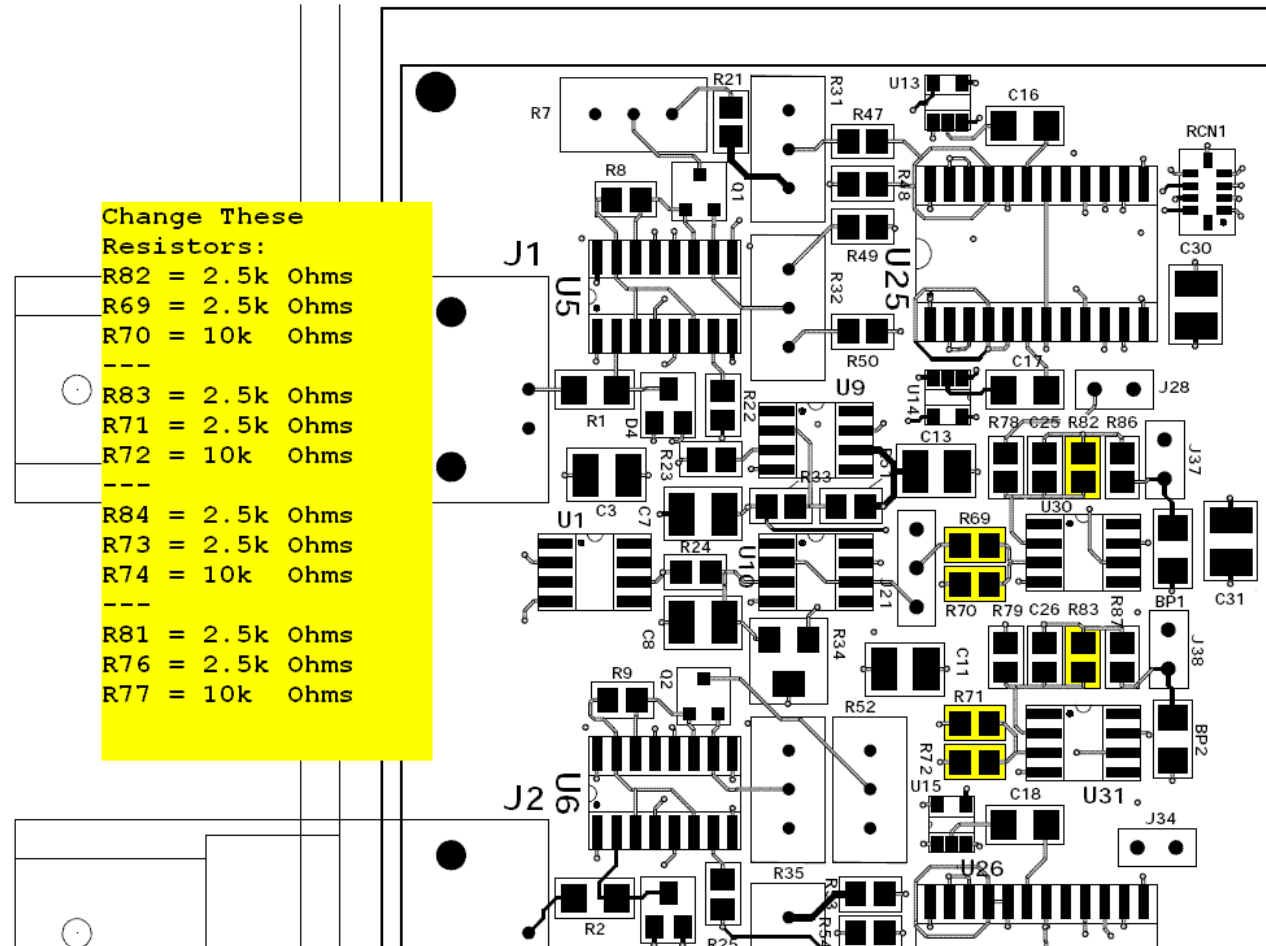 Change These
Resistors:
R82 = 2.5k Ohms
R69 = 2.5k Ohms
R70 = 10k Ohms
---
R83 = 2.5k Ohms
R71 = 2.5k Ohms
R72 = 10k Ohms
---
R84 = 2.5k Ohms
R73 = 2.5k Ohms
R74 = 10k Ohms
---
R81 = 2.5k Ohms
R76 = 2.5k Ohms
R77 = 10k Ohms
R7
R21
R31
U13
C16
R47
RCN1
R8
Q1
R48
J1
U5
R49
R32
U25
C30
R50
R1
D4
R22
U9
U14
C17
J28
R78
C25
R82
R86
J37
R23
C13
C3
C7
R33
U30
U1
R24
U10
R69
U21
R70
R79
C26
R83
R87
BP1
C31
C8
R34
C11
J38
R9
Q2
R52
R71
R72
BP2
J2
U6
U15
C18
U31
J34
R35
U26
R2
R25